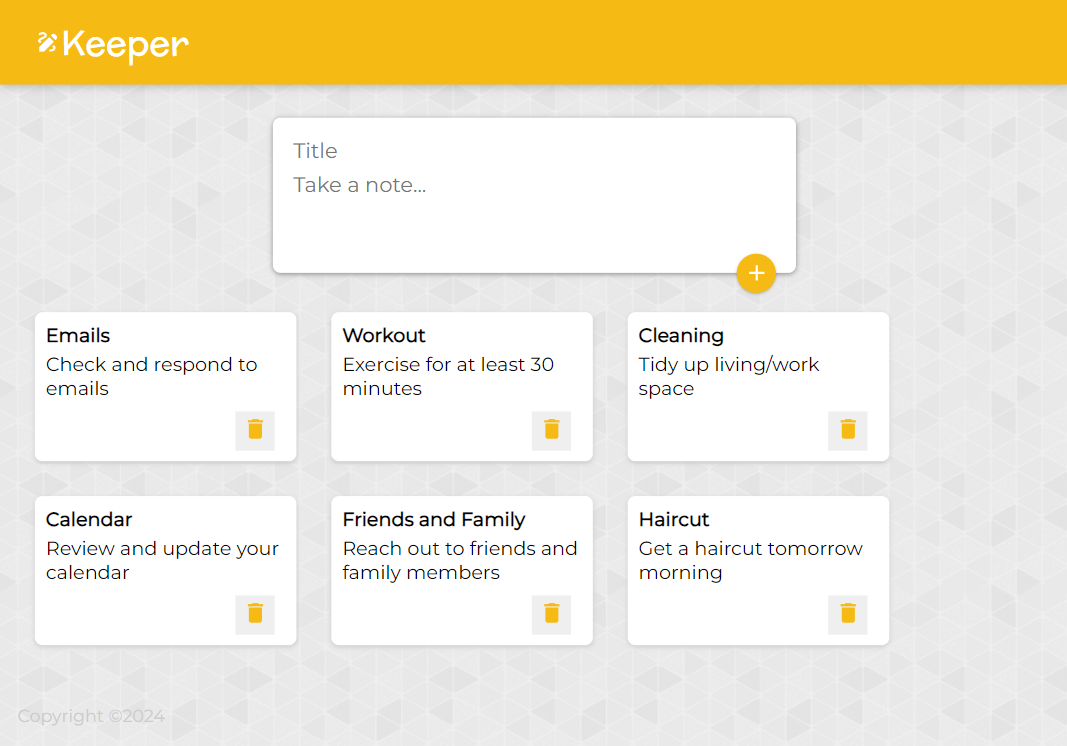 Keeper
Title
Take a note...
Emails
Check and respond to
emails
Workout
Exercise for at least 30
minutes
Cleaning
Tidy up living/work
space
Calendar
Review and update your
calendar
Friends and Family
Reach out to friends and
family members
Haircut
Get a haircut tomorrow
morning
Copyright ©2024